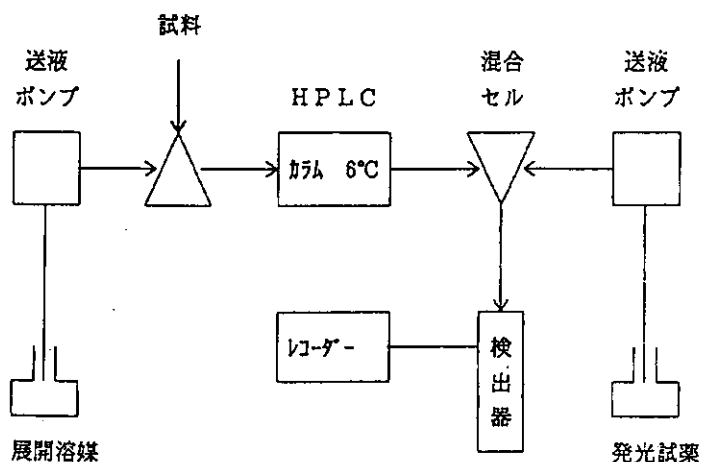 試料
送液
ポンプ
HPLC
混合
セル
送液
ポンプ
ｶﾗﾑ 6℃
ﾚｺｰﾀﾞｰ
検出器
展開溶媒
発光試薬